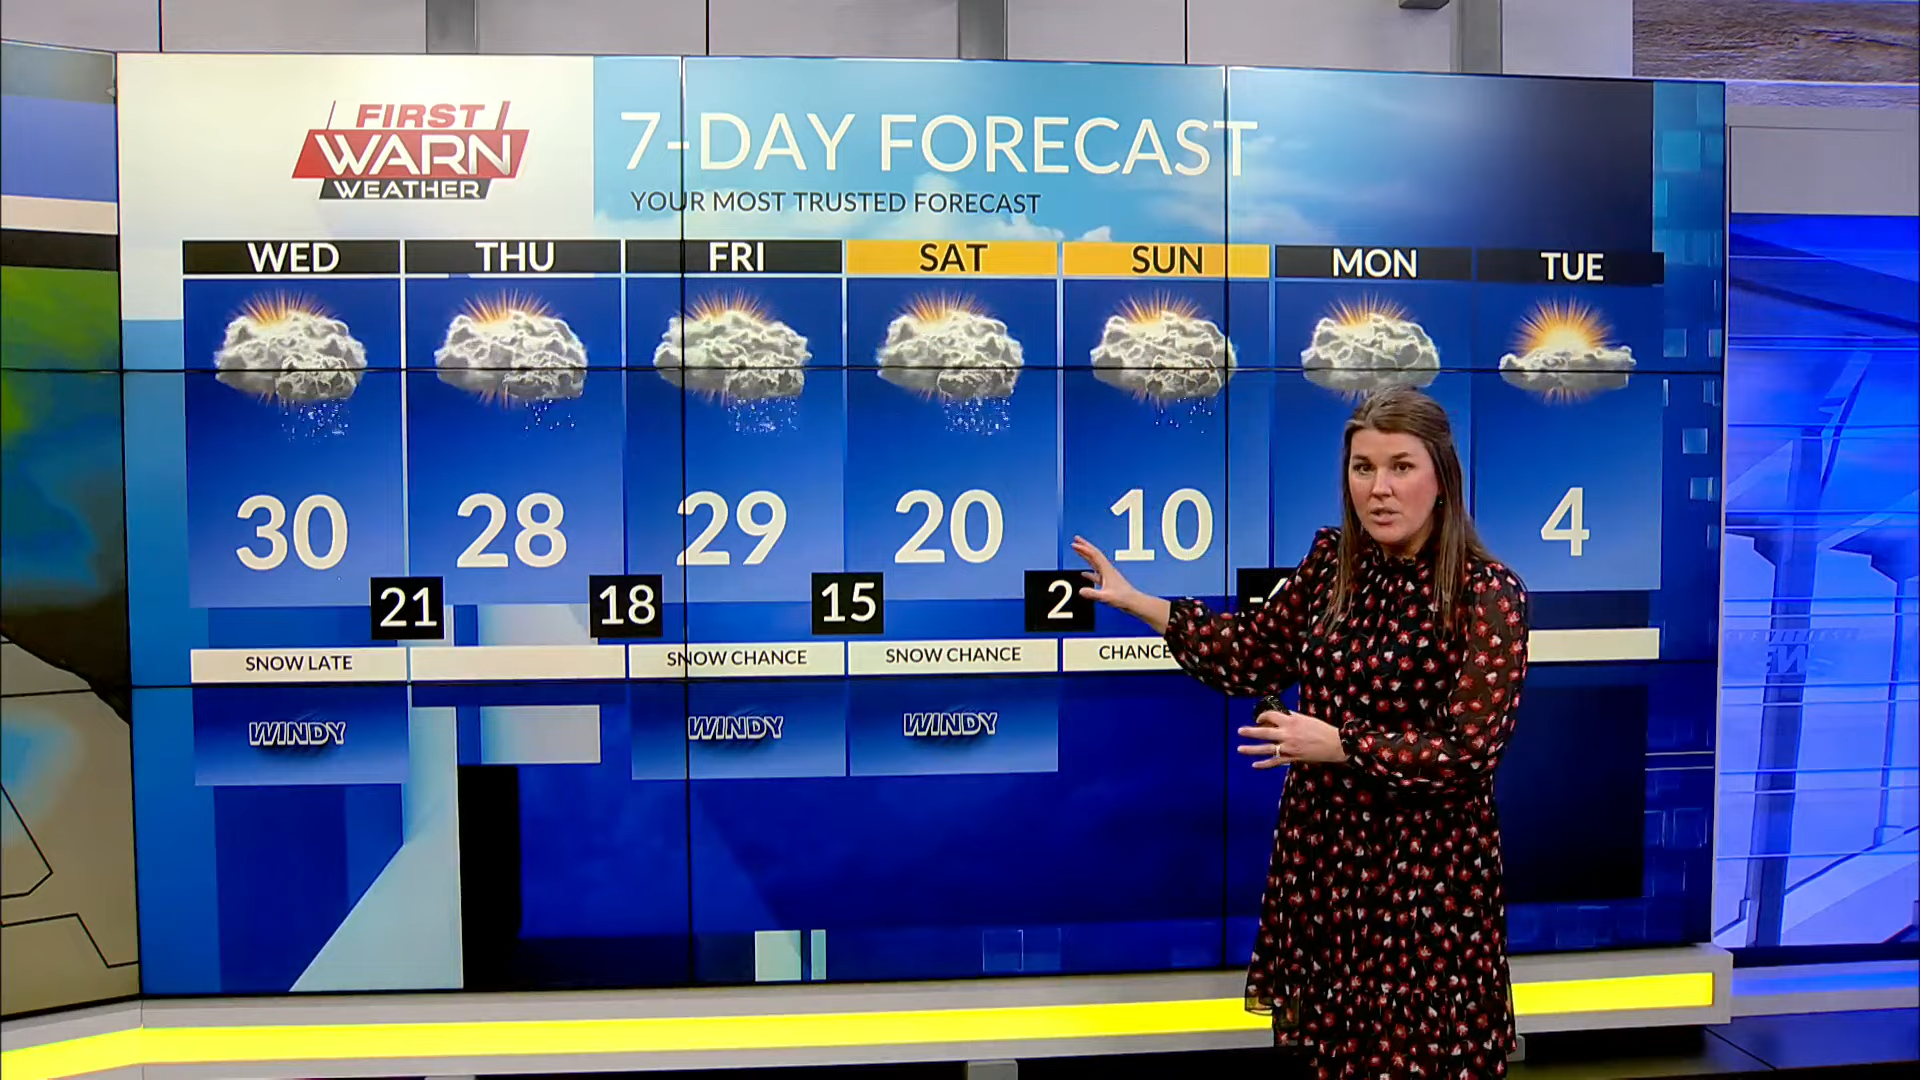 FIRST
WARN
WEATHER
7-DAY FORECAST
YOUR MOST TRUSTED FORECAST
WED THU FRI SAT SUN MON TUE
30 28 29 20 10 4
21 18 15 2
SNOW LATE SNOW CHANCE SNOW CHANCE CHANCE
WINDY WINDY WINDY